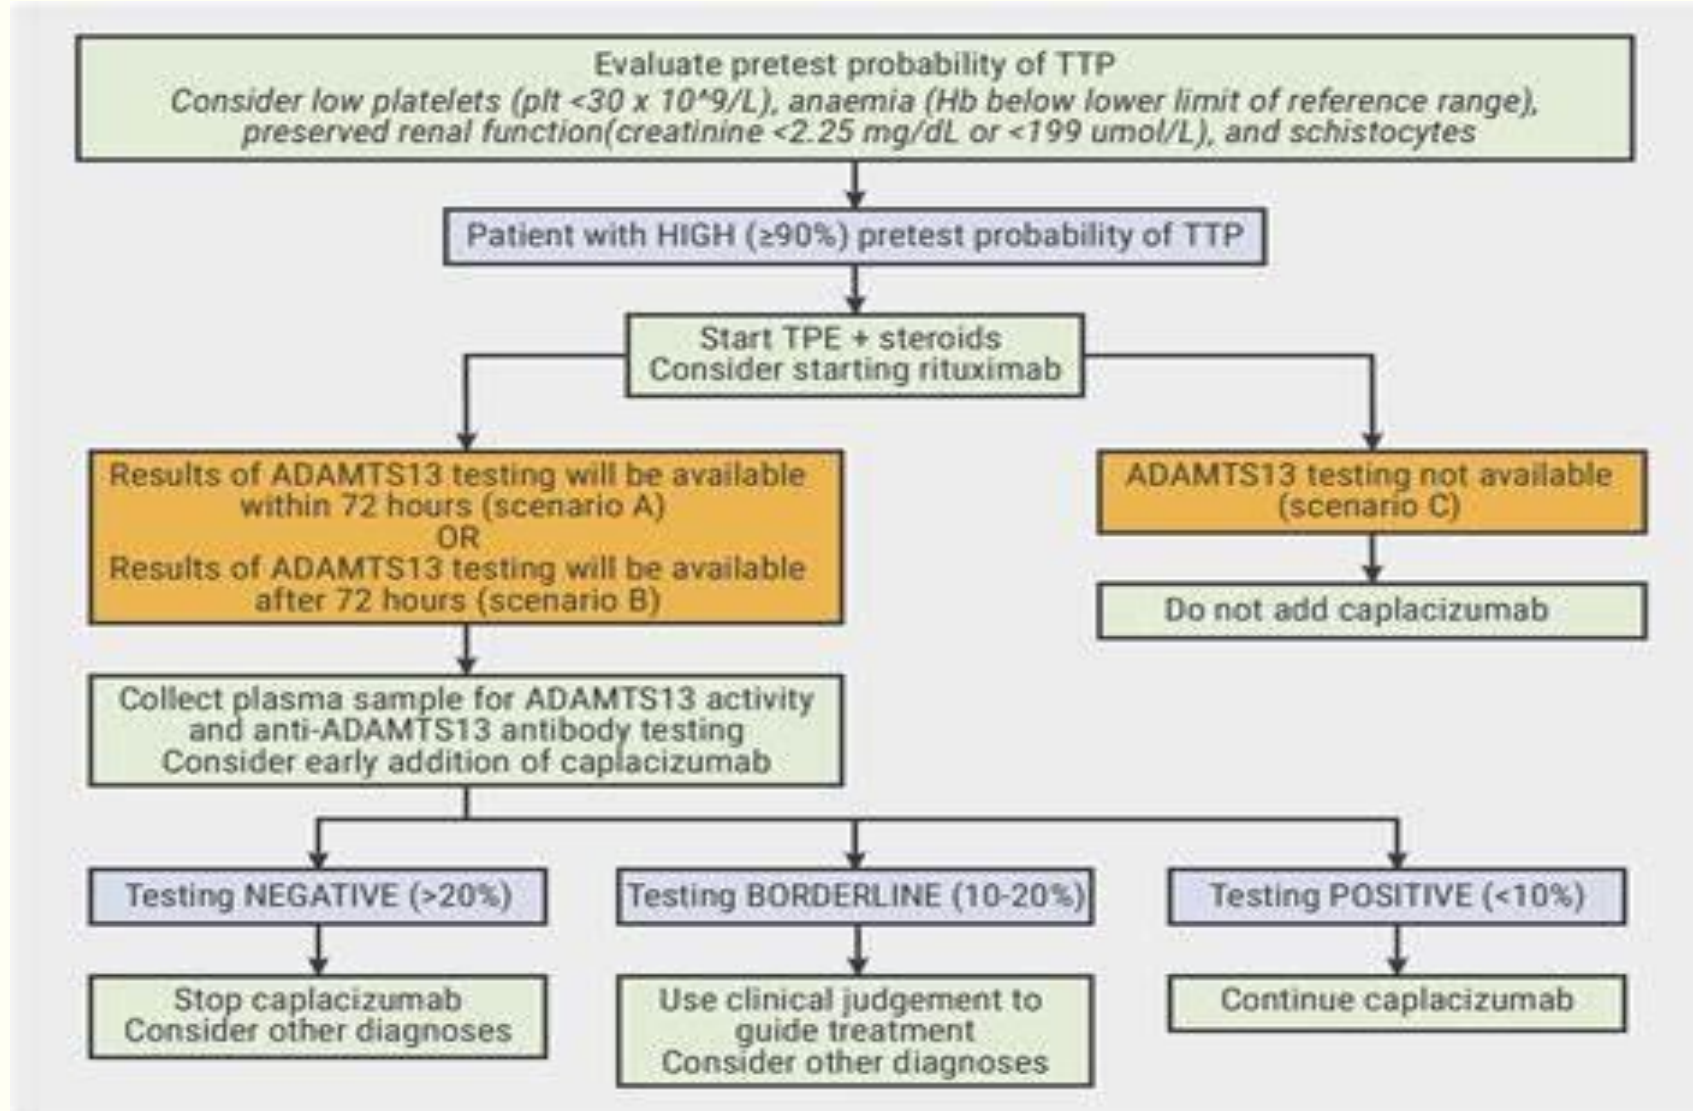 Evaluate pretest probability of TTP
Consider low platelets (plt <30 x 10^9/L), anaemia (Hb below lower limit of reference range),
preserved renal function(creatinine <2.25 mg/dL or <199 umol/L), and schistocytes
Patient with HIGH (≥90%) pretest probability of TTP
Start TPE + steroids
Consider starting rituximab
Results of ADAMTS13 testing will be available
within 72 hours (scenario A)
OR
Results of ADAMTS13 testing will be available
after 72 hours (scenario B)
ADAMTS13 testing not available
(scenario C)
Do not add caplacizumab
Collect plasma sample for ADAMTS13 activity
and anti-ADAMTS13 antibody testing
Consider early addition of caplacizumab
Testing NEGATIVE (>20%)
Testing BORDERLINE (10-20%)
Testing POSITIVE (<10%)
Stop caplacizumab
Consider other diagnoses
Use clinical judgement to
guide treatment
Consider other diagnoses
Continue caplacizumab